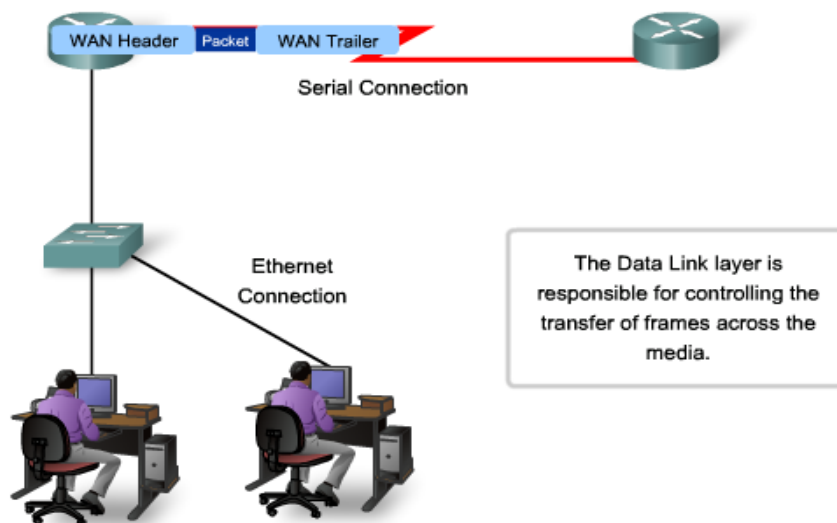 WAN Header Packet WAN Trailer
Serial Connection
Ethernet
Connection
The Data Link layer is
responsible for controlling the
transfer of frames across the
media.